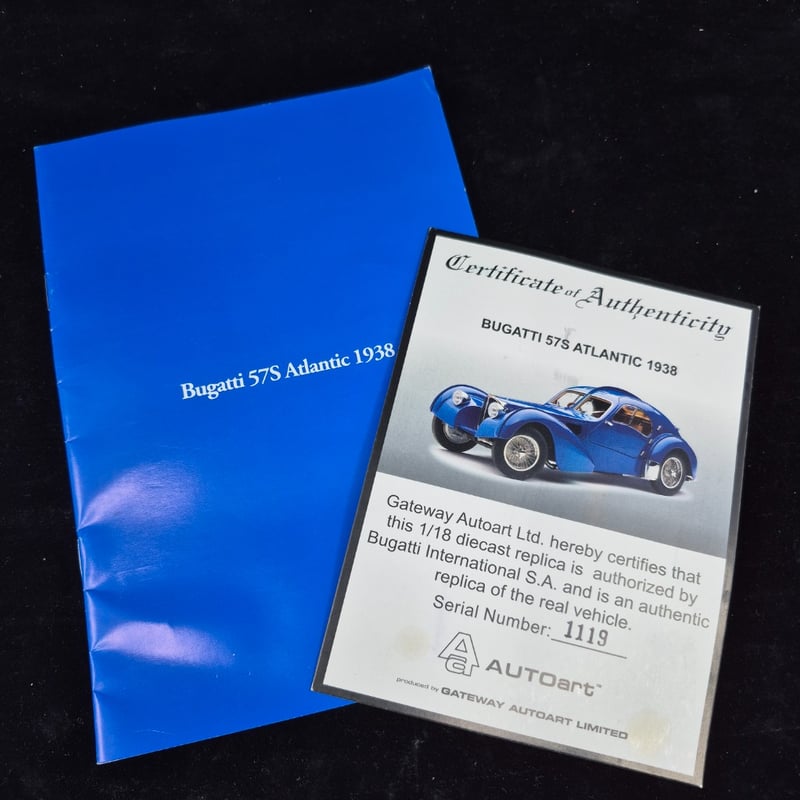 Bugatti 57S Atlantic 1938
Certificate of Authenticity
BUGATTI 57S ATLANTIC 1938
Gateway Autoart Ltd. hereby certifies that
this 1/18 diecast replica is authorized by
Bugatti International S.A. and is an authentic
replica of the real vehicle.
Serial Number: 1119
AUTOart™
produced by GATEWAY AUTOART LIMITED